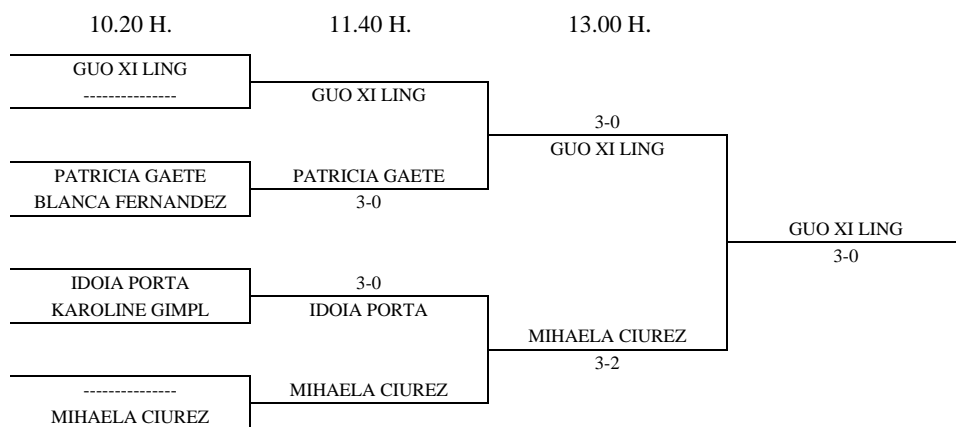 10.20 H. 11.40 H. 13.00 H.
GUO XI LING
---------------
GUO XI LING
3-0
GUO XI LING
PATRICIA GAETE
BLANCA FERNANDEZ
PATRICIA GAETE
3-0
GUO XI LING
3-0
IDOIA PORTA
KAROLINE GIMPL
3-0
IDOIA PORTA
MIHAELA CIUREZ
3-2
---------------
MIHAELA CIUREZ
MIHAELA CIUREZ